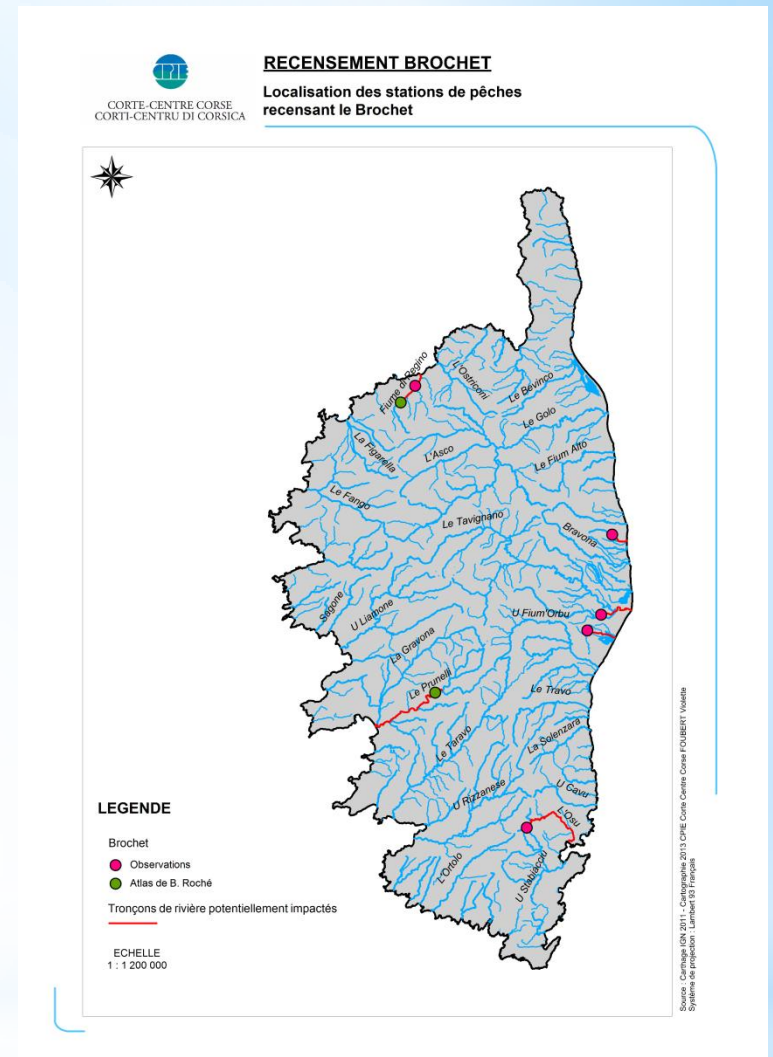 CPIE
CORTE-CENTRE CORSE
CORTI-CENTRU DI CORSICA
RECENSEMENT BROCHET
Localisation des stations de pêches
recensant le Brochet
Fiume di Regino
L'Ostriconi
Le Bévinco
Le Golo
La Figarella
L'Asco
Le Fium Alto
Le Fango
Le Tavignano
Bravona
Sagone
U Liamone
U Fium'Orbu
La Gravona
Le Prunelli
Le Travo
Le Taravo
La Solenzara
U Rizzanese
U Cavu
L'Osu
L'Ortolo
U Stabiacciu
LEGENDE
Brochet
Observations
Atlas de B. Roché
Tronçons de rivière potentiellement impactés
ECHELLE
1 : 1 200 000
Source : Carthage IGN 2011 - Cartographie 2013 CPIE Corte Centre Corse FOUBERT Violette
Système de projection : Lambert 93 Français